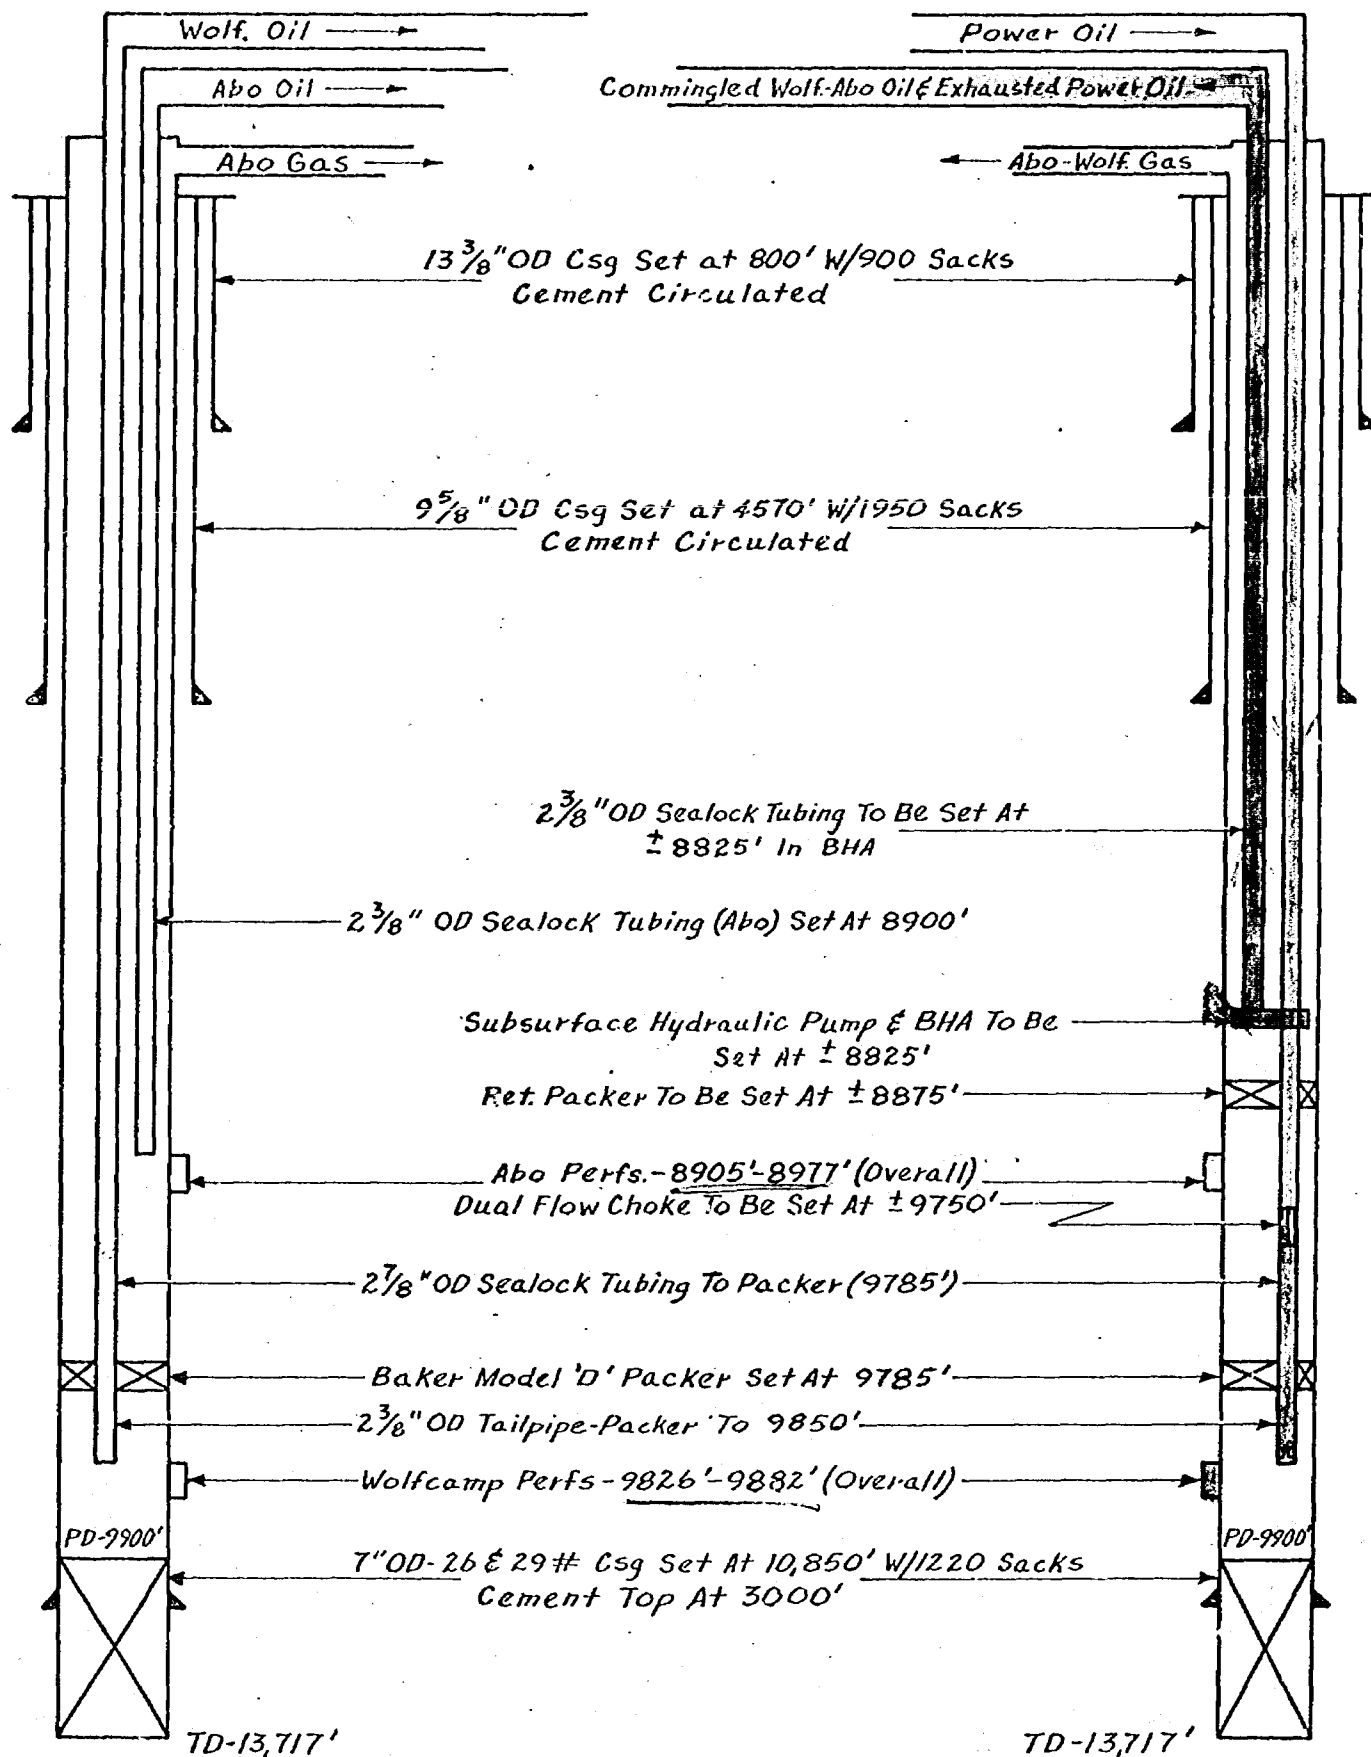 Wolf. Oil
Power Oil
Abo Oil
Commingled Wolf-Abo Oil & Exhausted Power Oil
Abo Gas
Abo-Wolf. Gas
13 3/8" OD Csg Set at 800' W/900 Sacks
Cement Circulated
9 5/8" OD Csg Set at 4570' W/1950 Sacks
Cement Circulated
2 3/8" OD Sealock Tubing To Be Set At
± 8825' In BHA
2 3/8" OD Sealock Tubing (Abo) Set At 8900'
Subsurface Hydraulic Pump & BHA To Be
Set At ± 8825'
Ret. Packer To Be Set At ± 8875'
Abo Perfs.-8905'-8977' (Overall)
Dual Flow Choke To Be Set At ± 9750'
2 7/8" OD Sealock Tubing To Packer (9785')
Baker Model 'D' Packer Set At 9785'
2 3/8" OD Tailpipe-Packer To 9850'
Wolfcamp Perfs-9826'-9882' (Overall)
PD-9900'
PD-9900'
7" OD-26 & 29# Csg Set At 10,850' W/1220 Sacks
Cement Top At 3000'
TD-13,717'
TD-13,717'